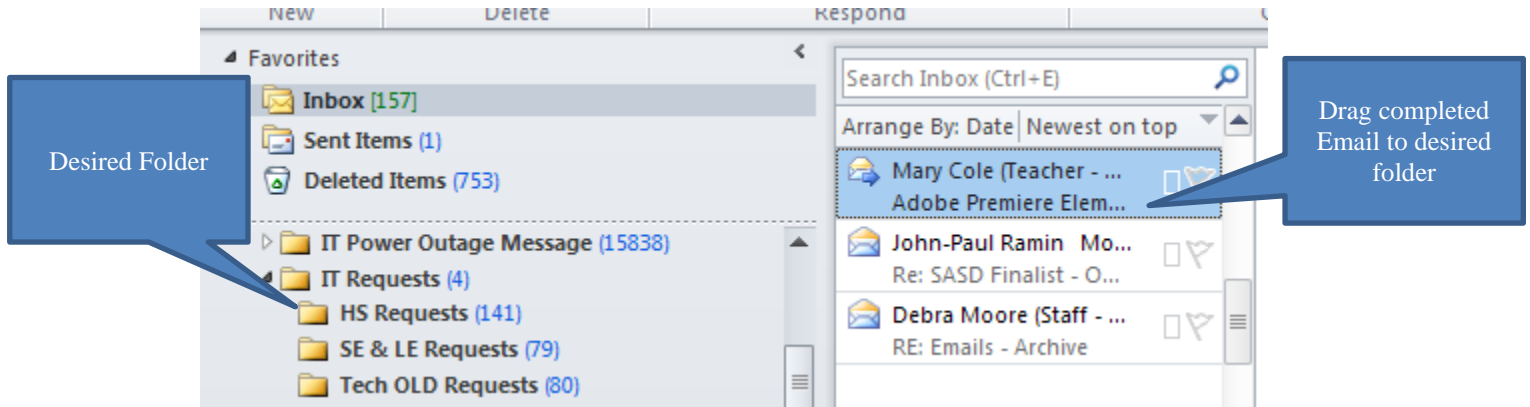 New Delete Respond
Favorites
Desired Folder
Inbox [157]
Sent Items (1)
Deleted Items (753)
IT Power Outage Message (15838)
IT Requests (4)
HS Requests (141)
SE & LE Requests (79)
Tech OLD Requests (80)
Search Inbox (Ctrl+E)
Arrange By: Date Newest on top
Mary Cole (Teacher - ...
Adobe Premiere Elem...
John-Paul Ramin Mo...
Re: SASD Finalist - O...
Debra Moore (Staff - ...
RE: Emails - Archive
Drag completed
Email to desired
folder